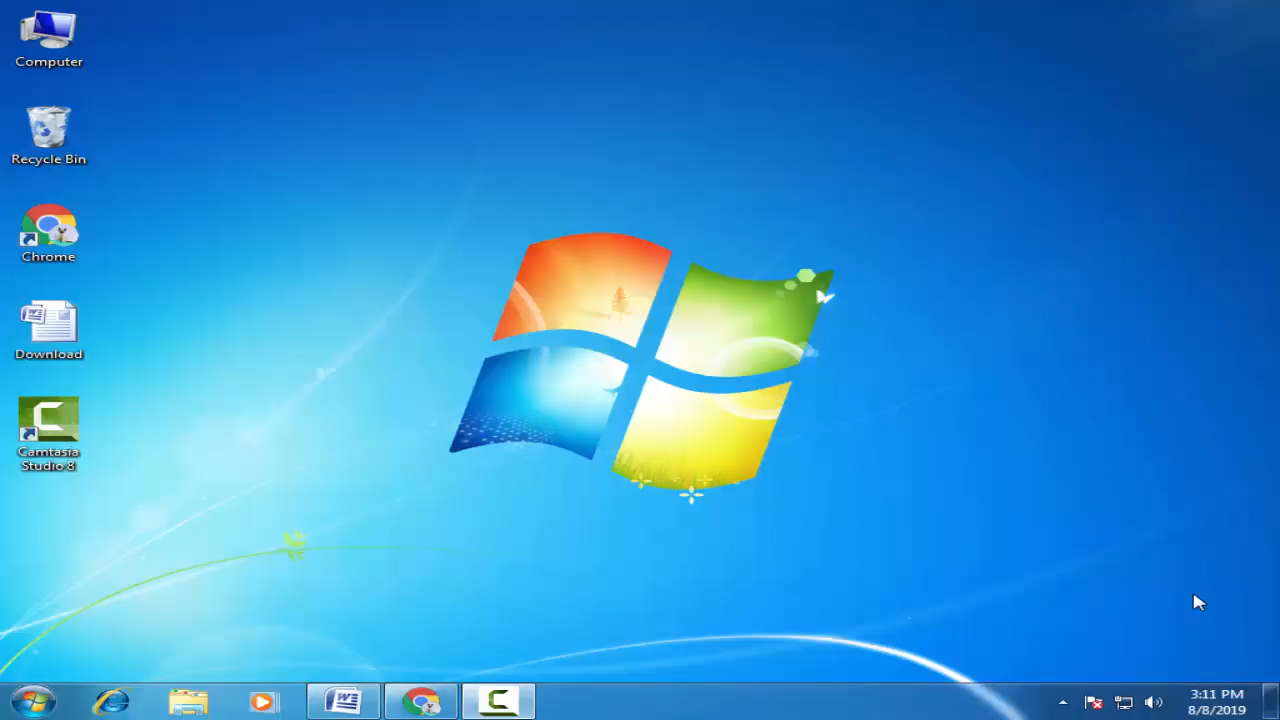 Computer
Recycle Bin
Chrome
Download
Camtasia
Studio 8
3:11 PM
8/8/2019